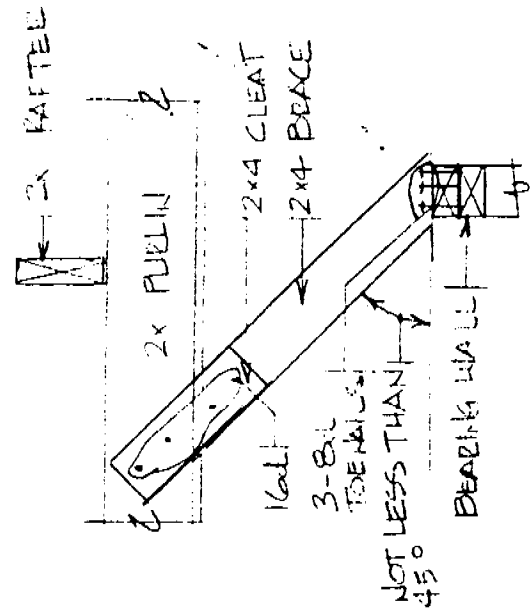 2x RAFTER
2x PURLIN
2x4 CLEAT
2x4 BRACE
16d
3-8d
TOENAILS
NOT LESS THAN
45°
BEARING WALL